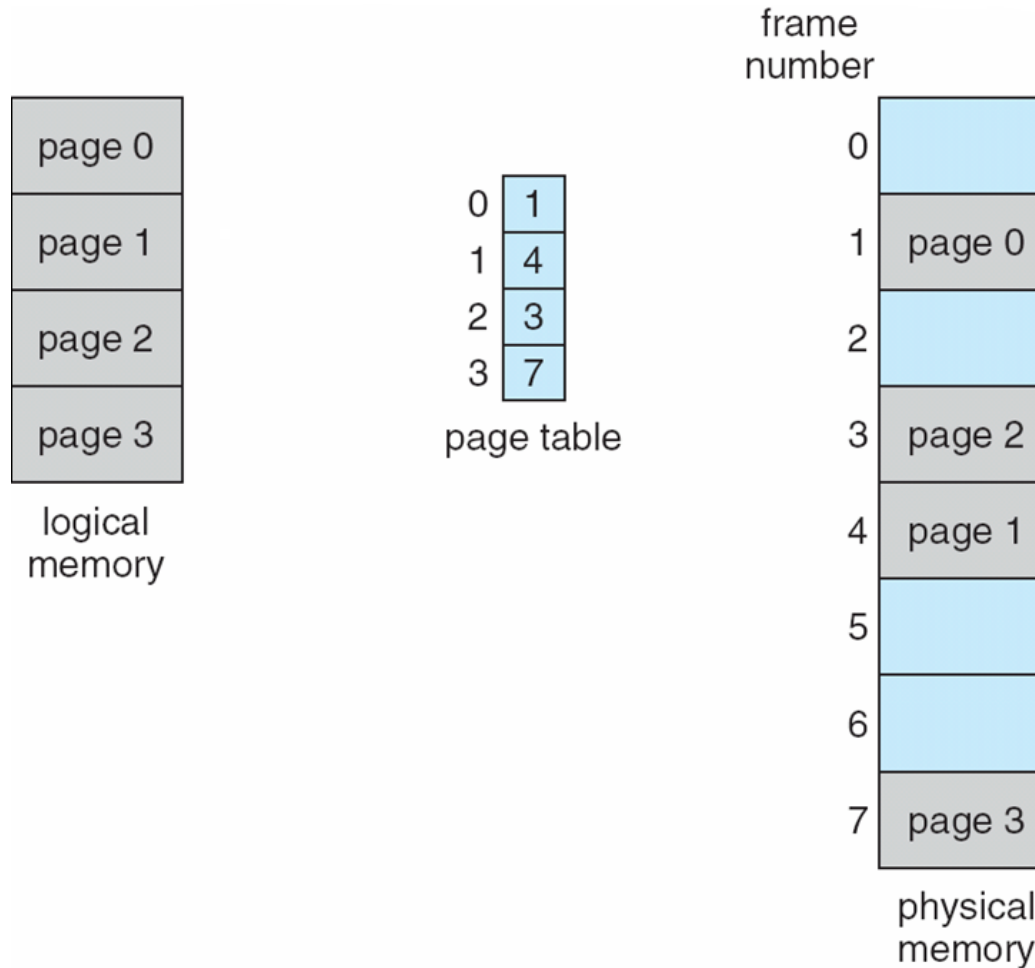 page 0
page 1
page 2
page 3
logical
memory
0 1
1 4
2 3
3 7
page table
frame
number
0
1 page 0
2
3 page 2
4 page 1
5
6
7 page 3
physical
memory